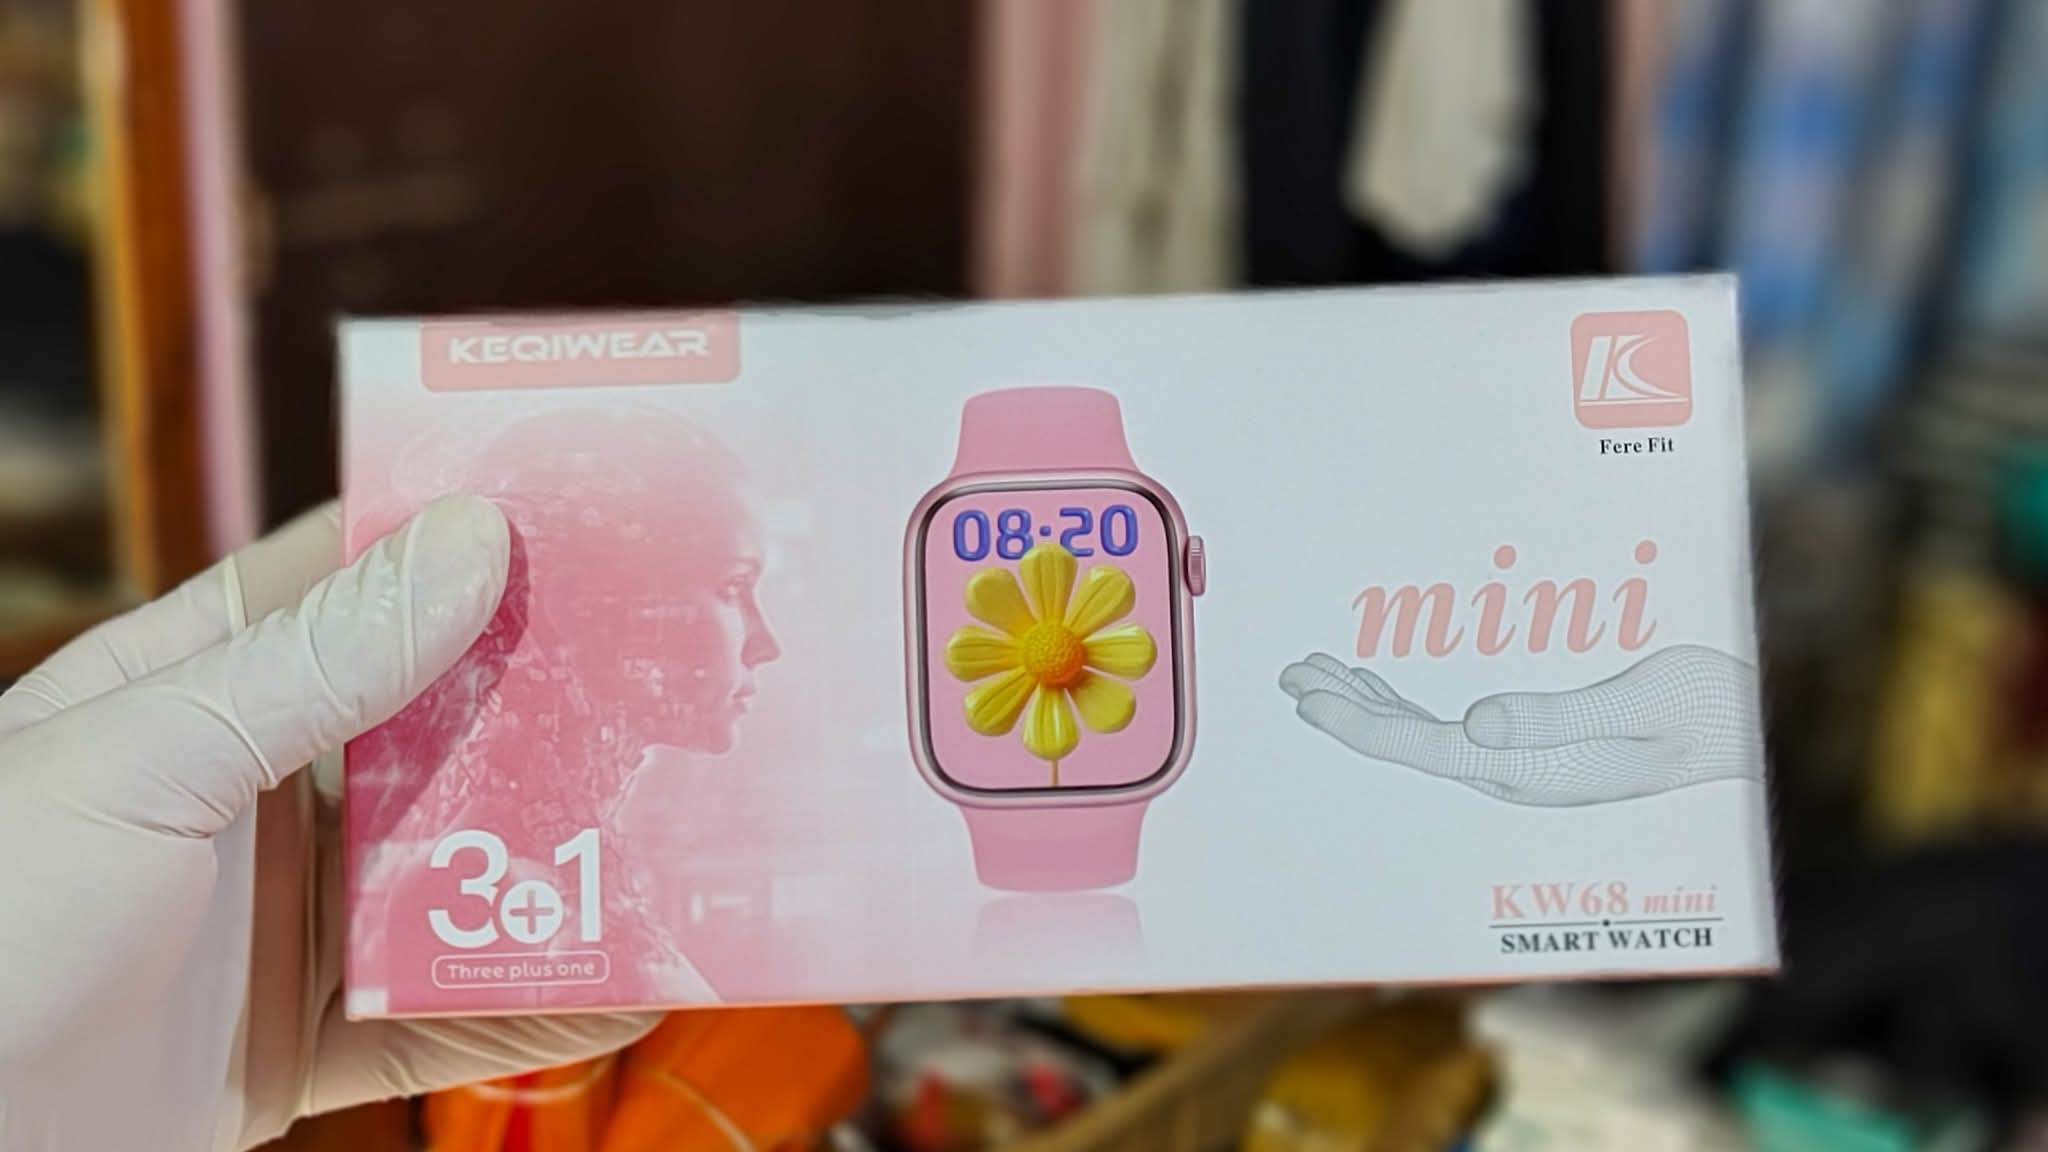 KEQIWEAR
Fere Fit
08:20
mini
3+1
Three plus one
KW68 mini
SMART WATCH